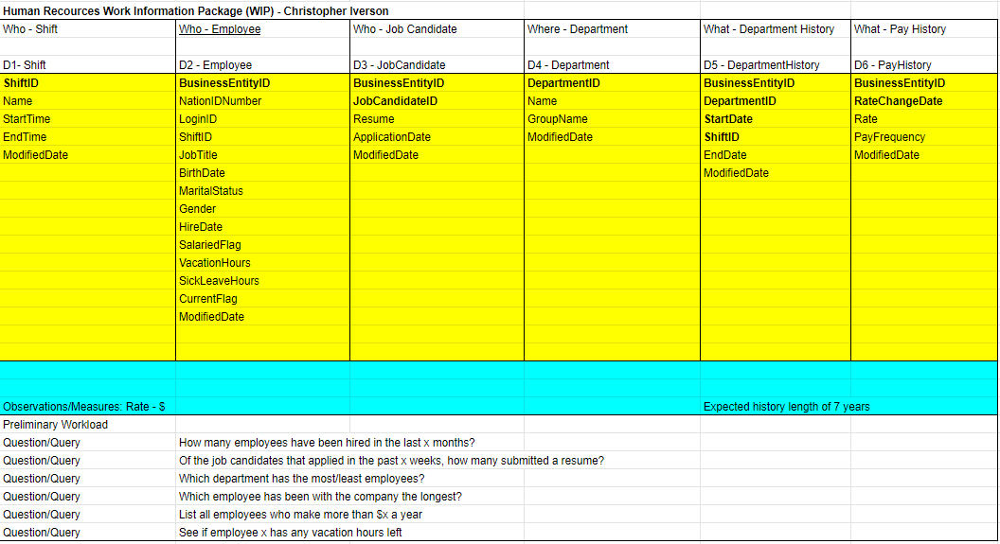 Human Recources Work Information Package (WIP) - Christopher Iverson
Who - Shift Who - Employee Who - Job Candidate Where - Department What - Department History What - Pay History
D1- Shift D2 - Employee D3 - JobCandidate D4 - Department D5 - DepartmentHistory D6 - PayHistory
ShiftID BusinessEntityID BusinessEntityID DepartmentID BusinessEntityID BusinessEntityID
Name NationIDNumber JobCandidateID Name DepartmentID RateChangeDate
StartTime LoginID Resume GroupName StartDate Rate
EndTime ShiftID ApplicationDate ModifiedDate ShiftID PayFrequency
ModifiedDate JobTitle ModifiedDate EndDate ModifiedDate
BirthDate ModifiedDate
MaritalStatus
Gender
HireDate
SalariedFlag
VacationHours
SickLeaveHours
CurrentFlag
ModifiedDate
Observations/Measures: Rate - $ Expected history length of 7 years
Preliminary Workload
Question/Query How many employees have been hired in the last x months?
Question/Query Of the job candidates that applied in the past x weeks, how many submitted a resume?
Question/Query Which department has the most/least employees?
Question/Query Which employee has been with the company the longest?
Question/Query List all employees who make more than $x a year
Question/Query See if employee x has any vacation hours left